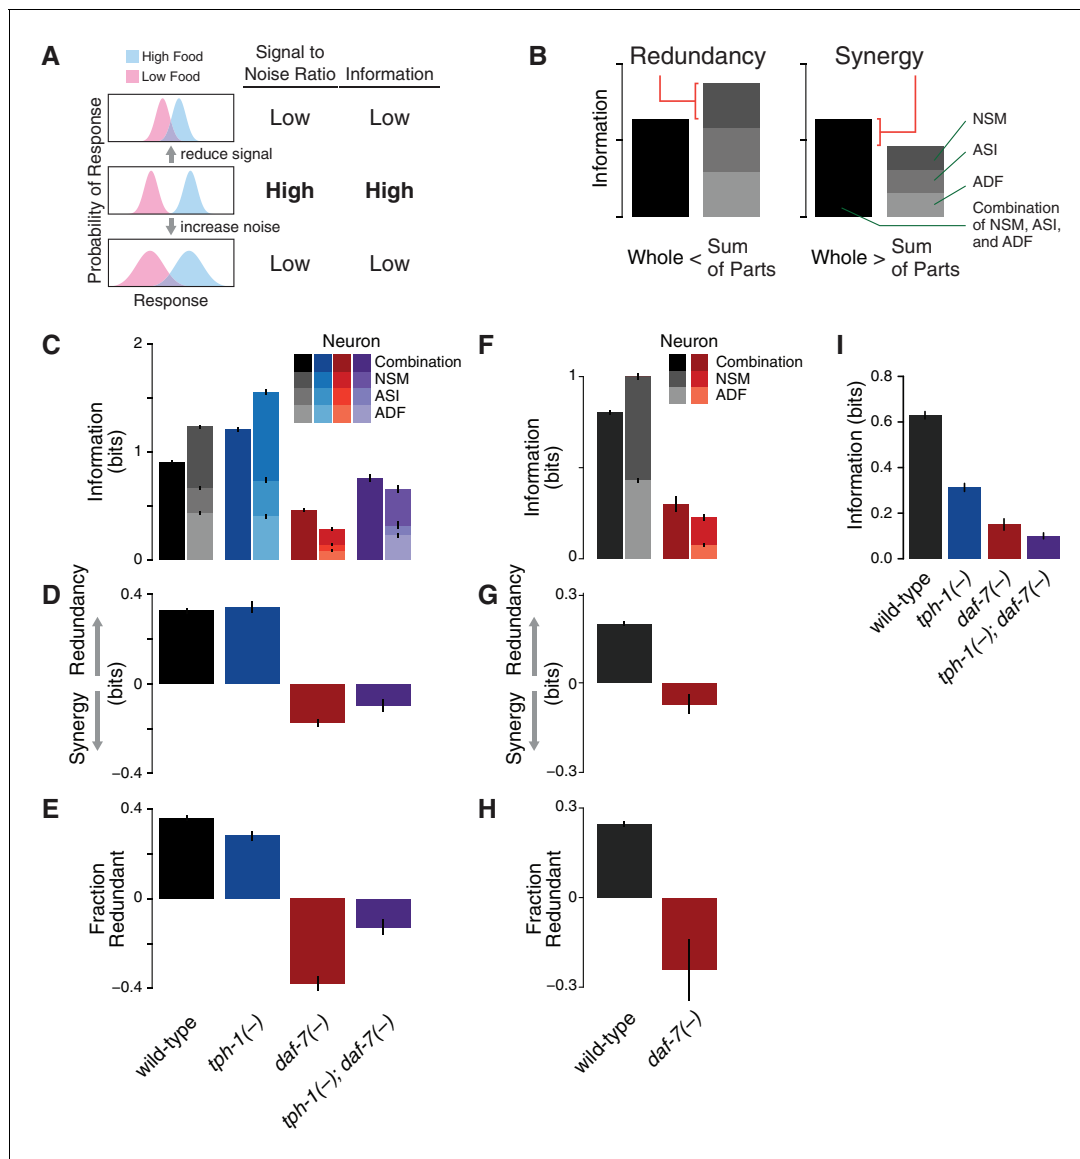 A
High Food
Low Food
Signal to
Noise Ratio
Information
Probability of Response
Low
Low
reduce signal
High
High
increase noise
Low
Low
Response
B
Redundancy
Synergy
Information
NSM
ASI
ADF
Combination
of NSM, ASI,
and ADF
Whole < Sum
of Parts
Whole > Sum
of Parts
C
Neuron
Combination
NSM
ASI
ADF
Information
(bits)
2
1
0
D
Synergy
Redundancy
(bits)
0.4
0
−0.4
E
Fraction
Redundant
0.4
0
−0.4
wild-type
tph-1(–)
daf-7(–)
tph-1(–); daf-7(–)
F
Neuron
Combination
NSM
ADF
Information
(bits)
1
0
G
Synergy
Redundancy
(bits)
0.3
0
−0.3
H
Fraction
Redundant
0.3
0
−0.3
wild-type
daf-7(–)
I
Information (bits)
0.8
0.6
0.4
0.2
0.0
wild-type
tph-1(–)
daf-7(–)
tph-1(–); daf-7(–)